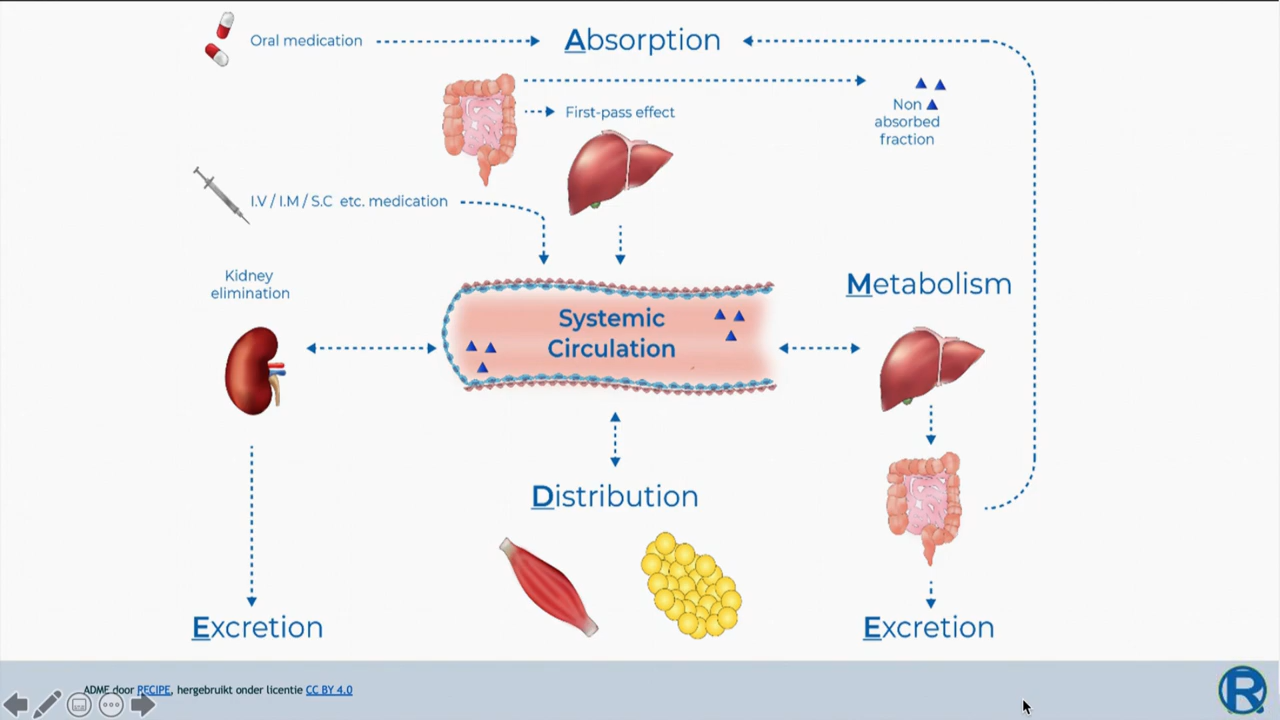 Oral medication
Absorption
First-pass effect
Non
absorbed
fraction
I.V / I.M / S.C etc. medication
Kidney
elimination
Metabolism
Systemic
Circulation
Distribution
Excretion
Excretion
ADME door RECIPE, hergebruikt onder licentie CC BY 4.0
R